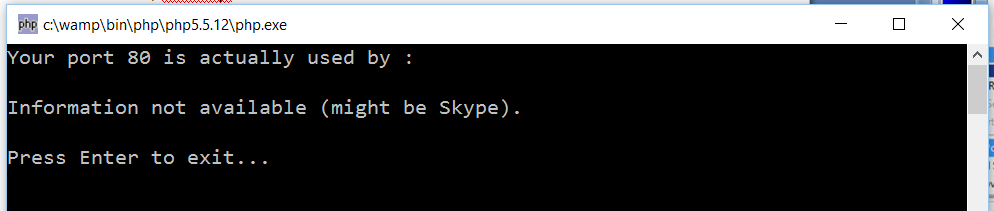 php c:\wamp\bin\php\php5.5.12\php.exe
Your port 80 is actually used by :
Information not available (might be Skype).
Press Enter to exit...